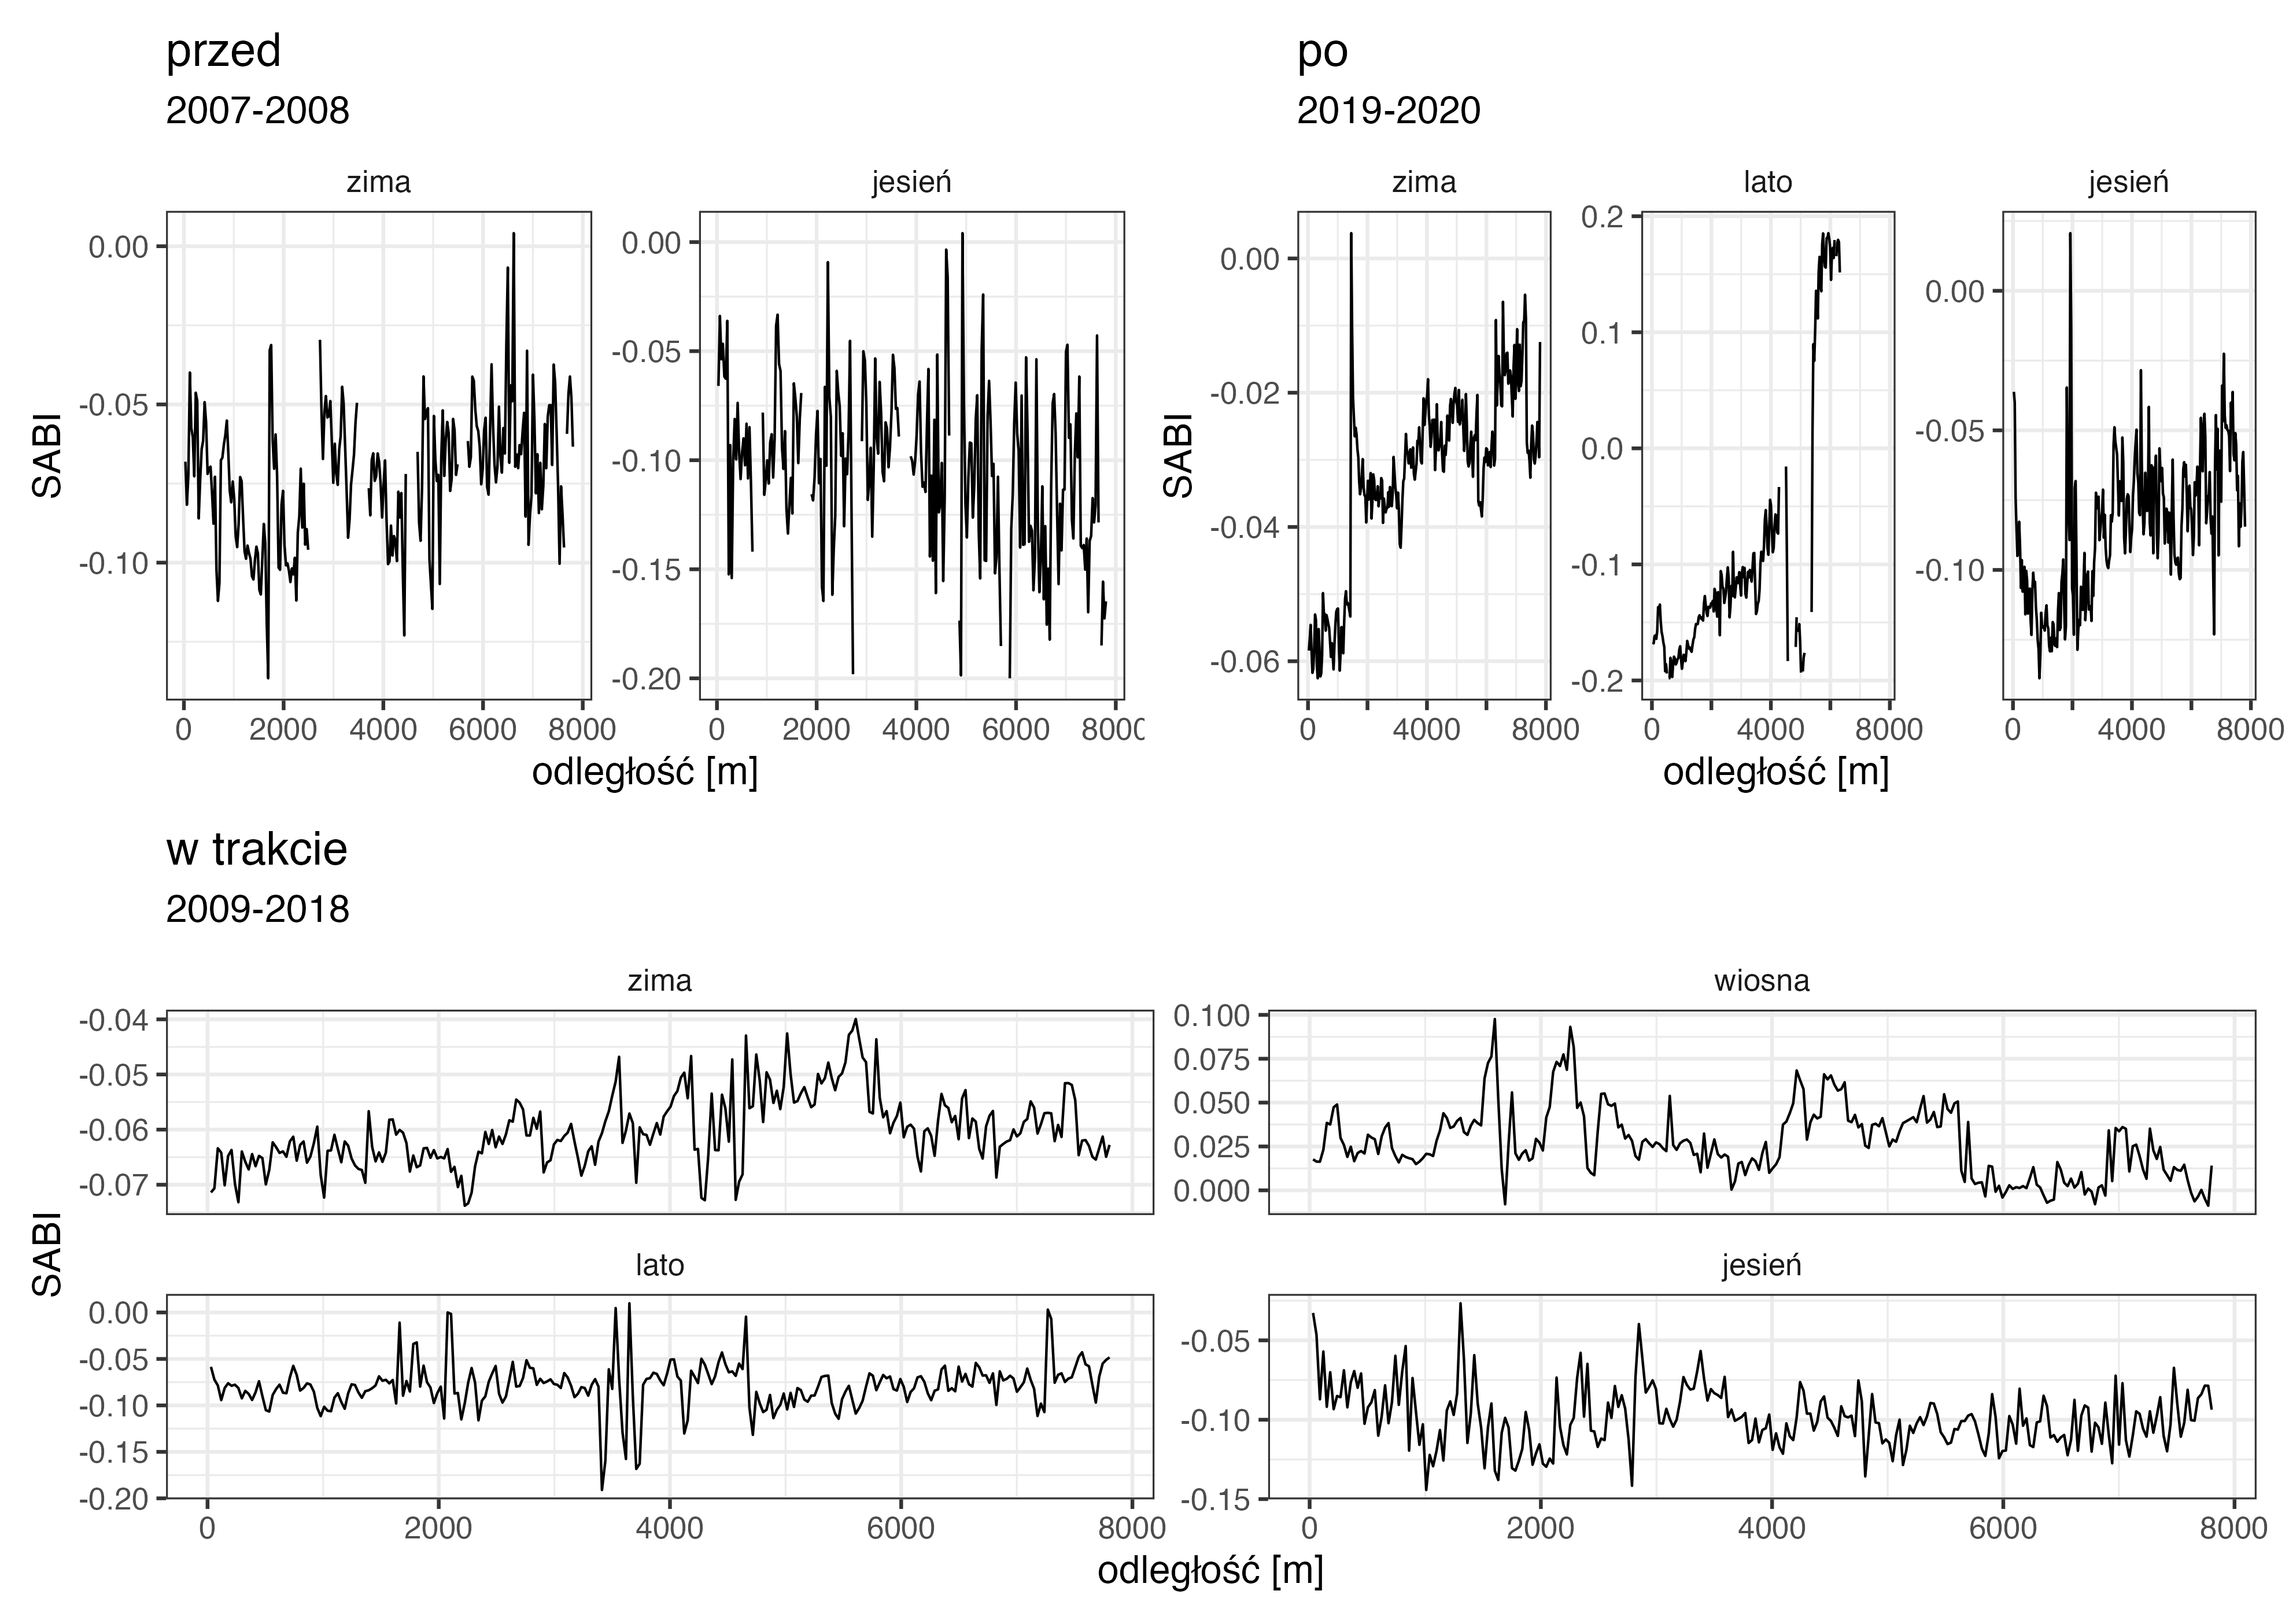 przed
2007-2008
zima
jesień
SABI
0.00
-0.05
-0.10
0.00
-0.05
-0.10
-0.15
-0.20
0 2000 4000 6000 8000
0 2000 4000 6000 8000
odległość [m]
po
2019-2020
zima
lato
jesień
SABI
0.00
-0.02
-0.04
-0.06
0.2
0.1
0.0
-0.1
-0.2
0.00
-0.05
-0.10
0 4000 8000
0 4000 8000
0 4000 8000
odległość [m]
w trakcie
2009-2018
zima
wiosna
SABI
-0.04
-0.05
-0.06
-0.07
0.100
0.075
0.050
0.025
0.000
lato
jesień
0.00
-0.05
-0.10
-0.15
-0.20
-0.05
-0.10
-0.15
0 2000 4000 6000 8000
0 2000 4000 6000 8000
odległość [m]